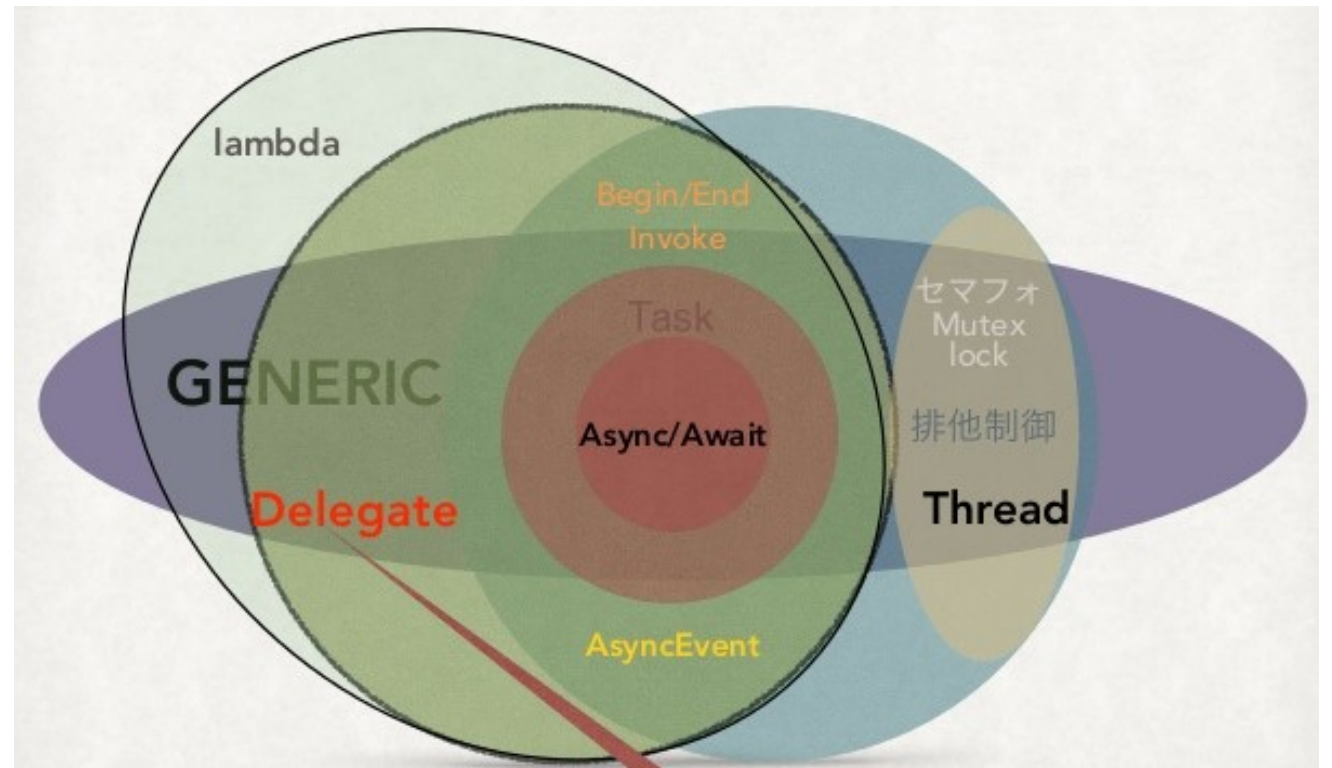 lambda
Begin/End
Invoke
セマフォ
Mutex
lock
Task
GENERIC
排他制御
Async/Await
Delegate
Thread
AsyncEvent